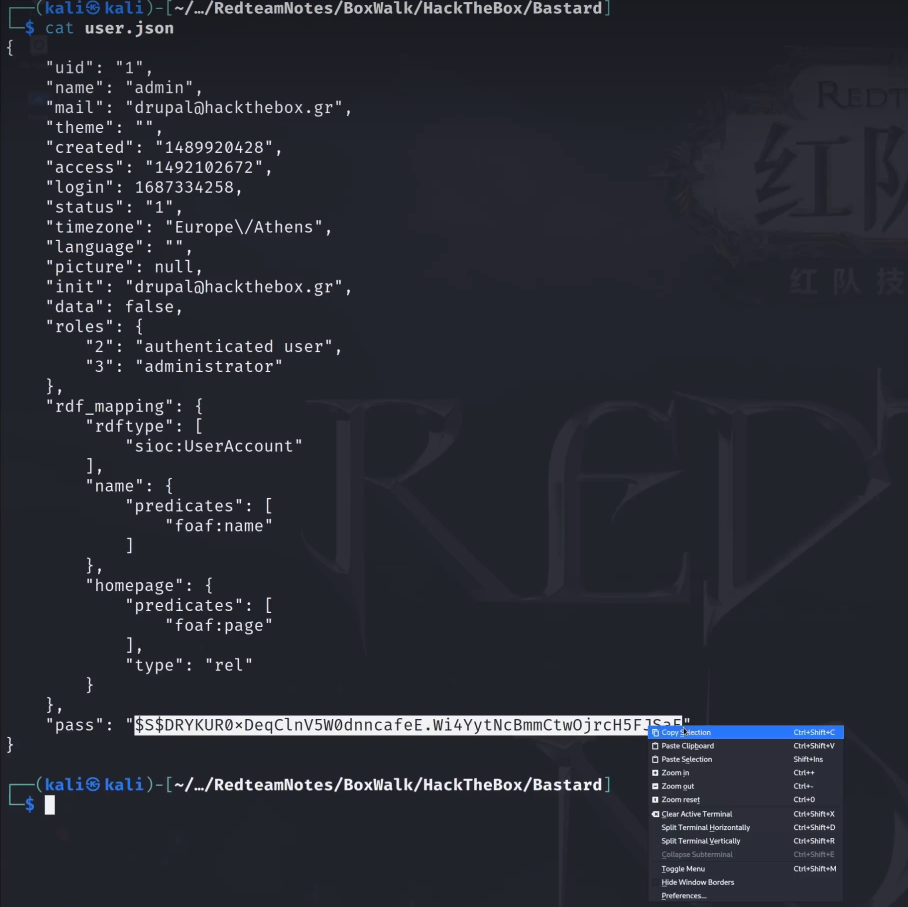 ┌──(kali㉿kali)-[~/…/RedteamNotes/BoxWalk/HackTheBox/Bastard]
└─$ cat user.json
{
    "uid": "1",
    "name": "admin",
    "mail": "drupal@hackthebox.gr",
    "theme": "",
    "created": "1489920428",
    "access": "1492102672",
    "login": 1687334258,
    "status": "1",
    "timezone": "Europe\/Athens",
    "language": "",
    "picture": null,
    "init": "drupal@hackthebox.gr",
    "data": false,
    "roles": {
        "2": "authenticated user",
        "3": "administrator"
    },
    "rdf_mapping": {
        "rdftype": [
            "sioc:UserAccount"
        ],
        "name": {
            "predicates": [
                "foaf:name"
            ]
        },
        "homepage": {
            "predicates": [
                "foaf:page"
            ],
            "type": "rel"
        }
    },
    "pass": "$S$DRYKUR0×DeqClnV5W0dnncafeE.Wi4YytNcBmmCtwOjrcH5FJSaE"
}
┌──(kali㉿kali)-[~/…/RedteamNotes/BoxWalk/HackTheBox/Bastard]
└─$
Copy Selection Ctrl+Shift+C
Paste Clipboard Ctrl+Shift+V
Paste Selection Shift+Ins
Zoom in Ctrl++
Zoom out Ctrl+-
Zoom reset Ctrl+0
Clear Active Terminal Ctrl+Shift+X
Split Terminal Horizontally Ctrl+Shift+D
Split Terminal Vertically Ctrl+Shift+R
Collapse Subterminal Ctrl+Shift+E
Toggle Menu Ctrl+Shift+M
Hide Window Borders
Preferences...
REDT
红队
红队技
RED